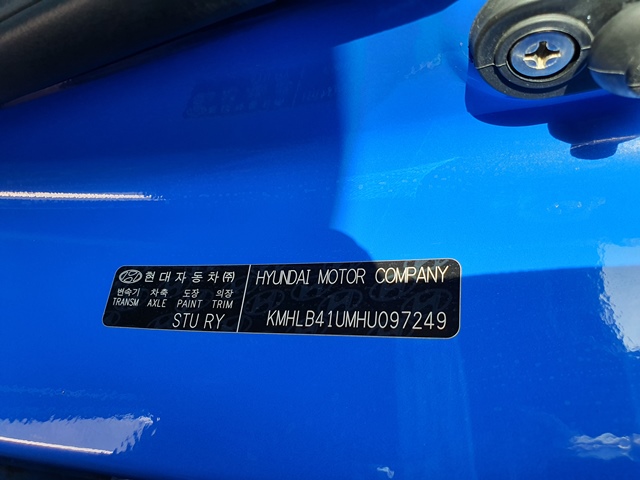 현대자동차㈜
변속기 차축 도장 의장
TRANSM AXLE PAINT TRIM
STU RY
HYUNDAI MOTOR COMPANY
KMHLB41UMHU097249